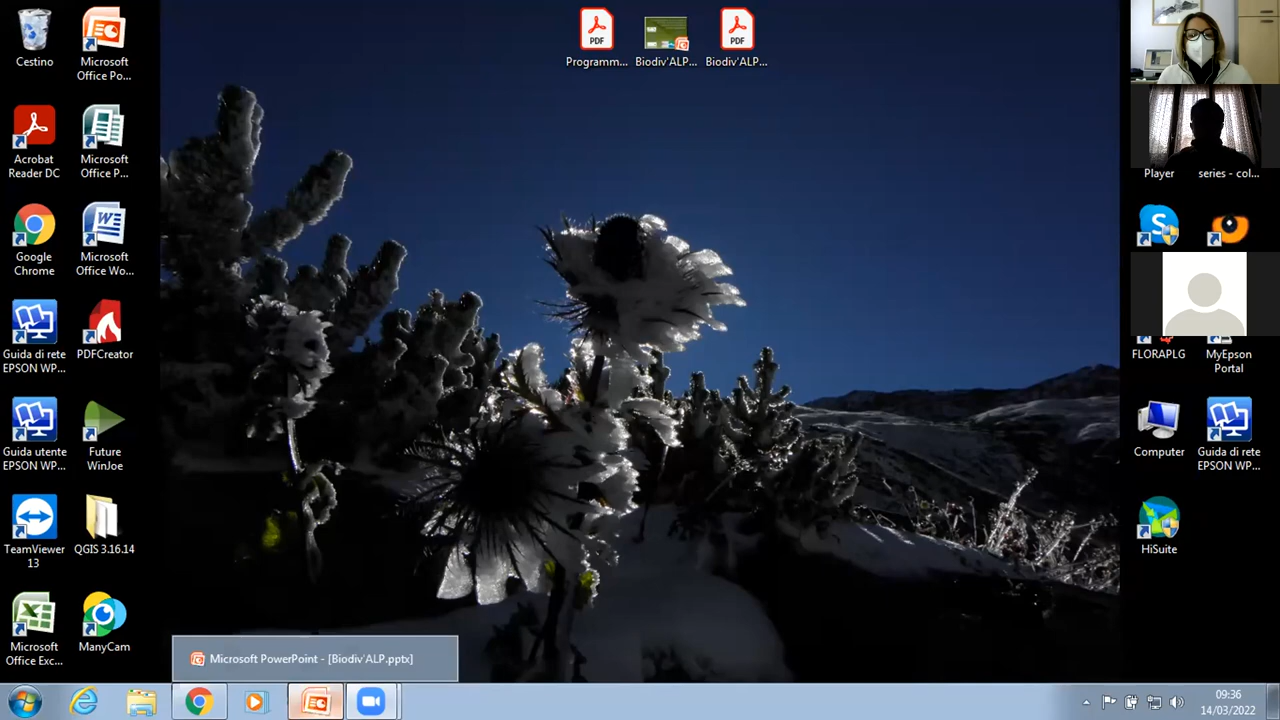 Cestino
Microsoft
Office Po...
Acrobat
Reader DC
Microsoft
Office P...
Google
Chrome
Microsoft
Office Wo...
Guida di rete
EPSON WP...
PDFCreator
Guida utente
EPSON WP...
Future
WinJoe
TeamViewer
13
QGIS 3.16.14
Microsoft
Office Exc...
ManyCam
PDF
Programm...
Biodiv'ALP...
PDF
Biodiv'ALP...
Player
series - col...
FLORAPLG
MyEpson
Portal
Computer
Guida di rete
EPSON WP...
HiSuite
Microsoft PowerPoint - [Biodiv'ALP.pptx]
09:36
14/03/2022